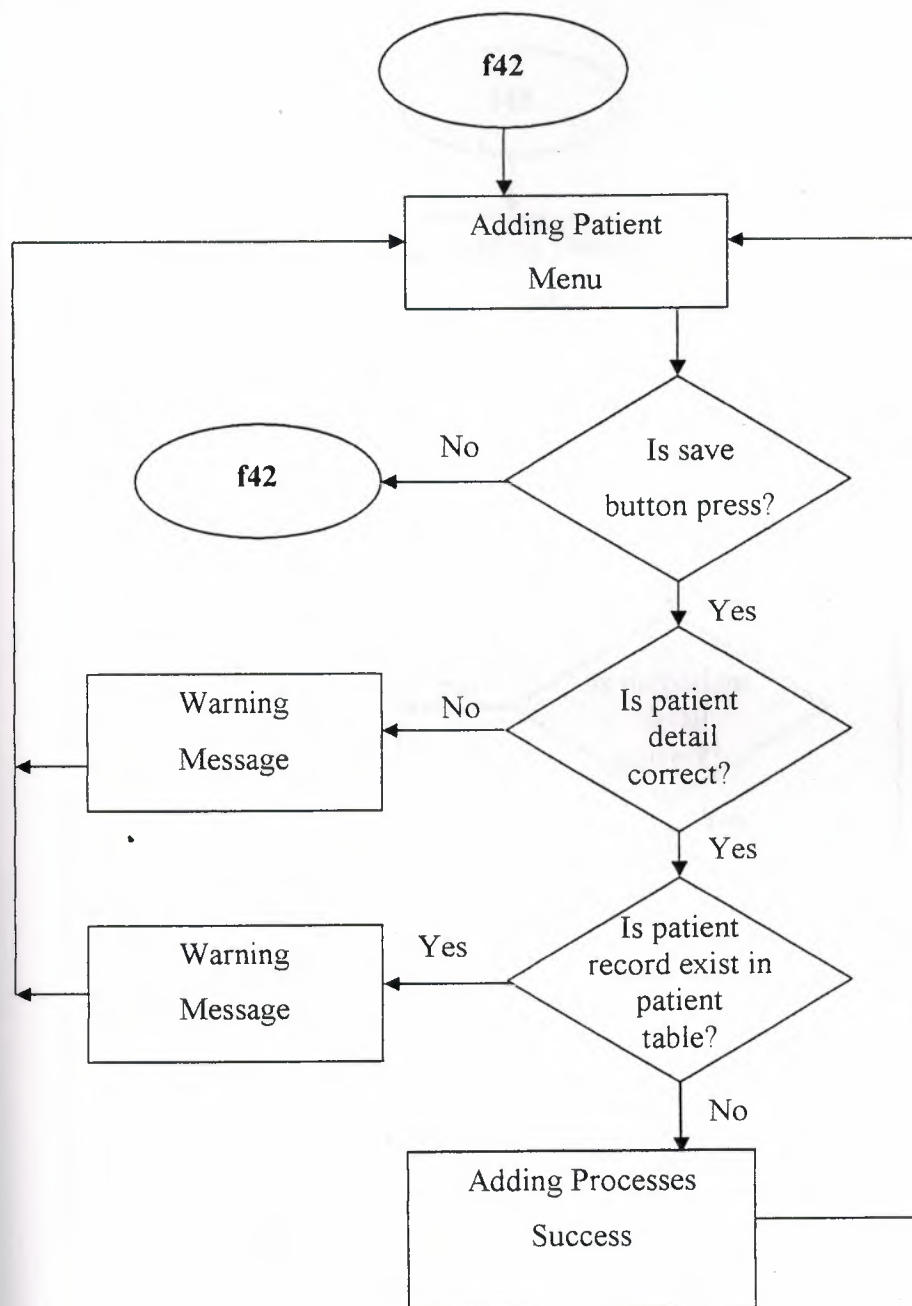 f42
Adding Patient
Menu
No
Is save
button press?
f42
Yes
Warning
Message
No
Is patient
detail
correct?
Yes
Warning
Message
Yes
Is patient
record exist in
patient
table?
No
Adding Processes
Success